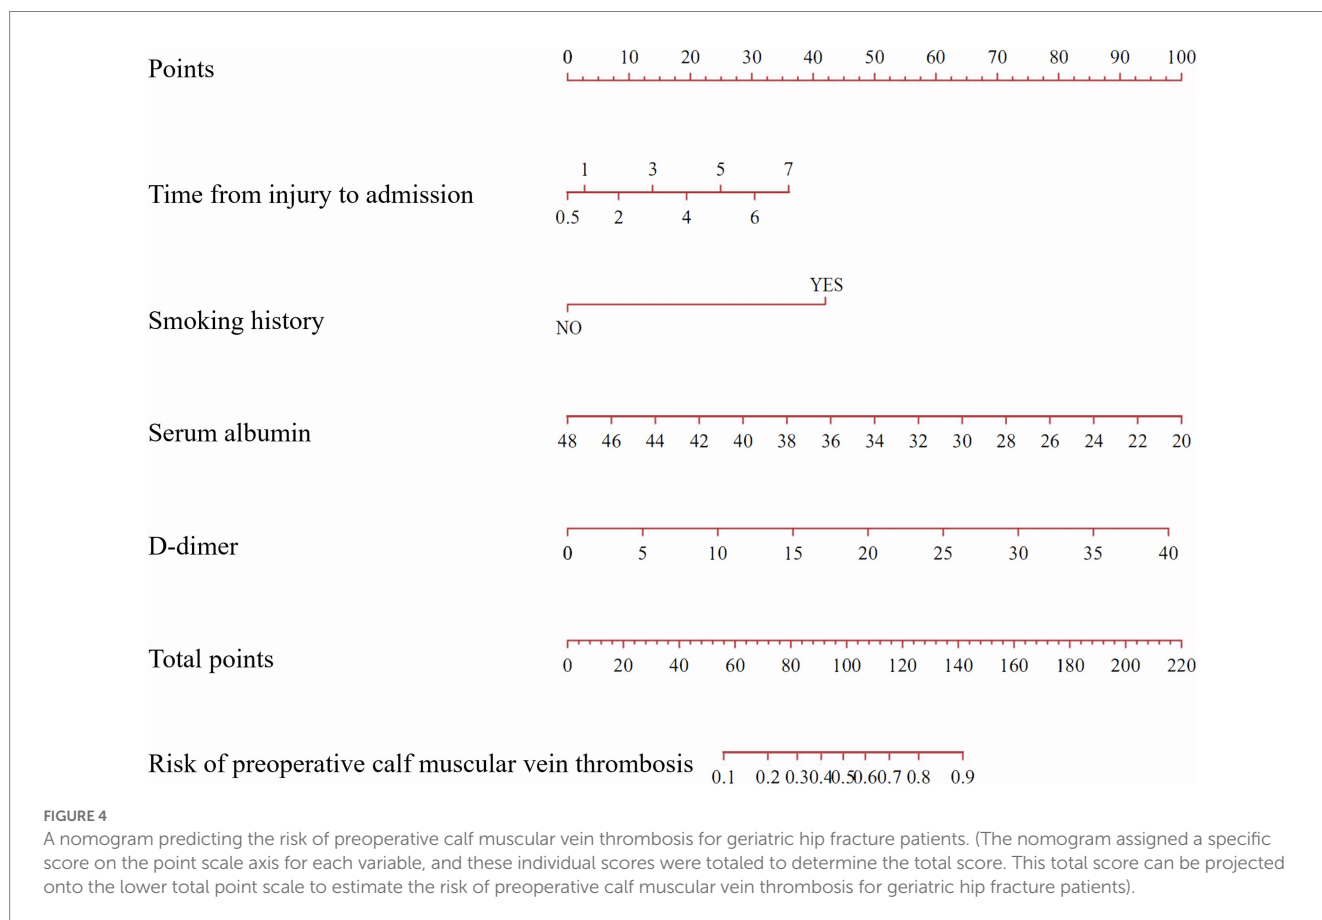 Points
0 10 20 30 40 50 60 70 80 90 100
1 3 5 7
Time from injury to admission
0.5 2 4 6
YES
Smoking history
NO
Serum albumin
48 46 44 42 40 38 36 34 32 30 28 26 24 22 20
D-dimer
0 5 10 15 20 25 30 35 40
Total points
0 20 40 60 80 100 120 140 160 180 200 220
Risk of preoperative calf muscular vein thrombosis
0.1 0.2 0.3 0.4 0.5 0.6 0.7 0.8 0.9
FIGURE 4
A nomogram predicting the risk of preoperative calf muscular vein thrombosis for geriatric hip fracture patients. (The nomogram assigned a specific
score on the point scale axis for each variable, and these individual scores were totaled to determine the total score. This total score can be projected
onto the lower total point scale to estimate the risk of preoperative calf muscular vein thrombosis for geriatric hip fracture patients).